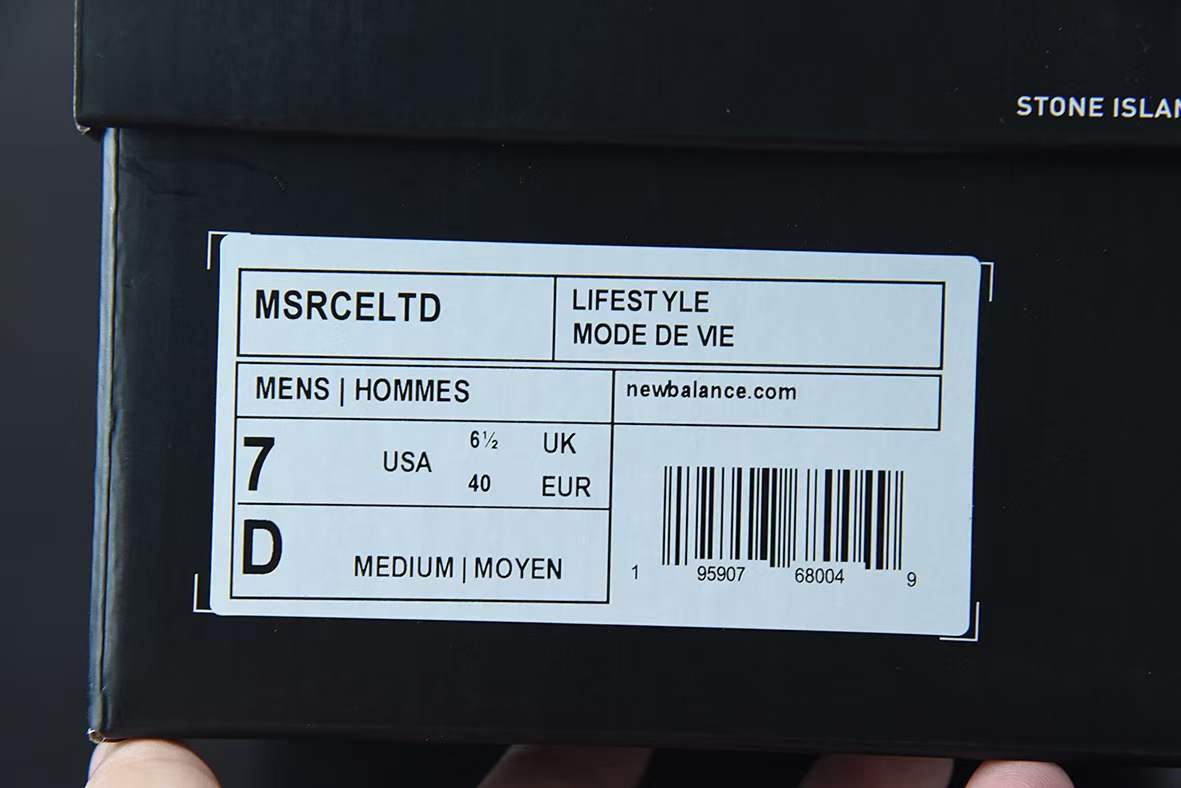 STONE ISLAN
MSRCELTD
LIFESTYLE
MODE DE VIE
MENS | HOMMES
newbalance.com
7 USA 6½ UK
40 EUR
D MEDIUM | MOYEN
1 95907 68004 9